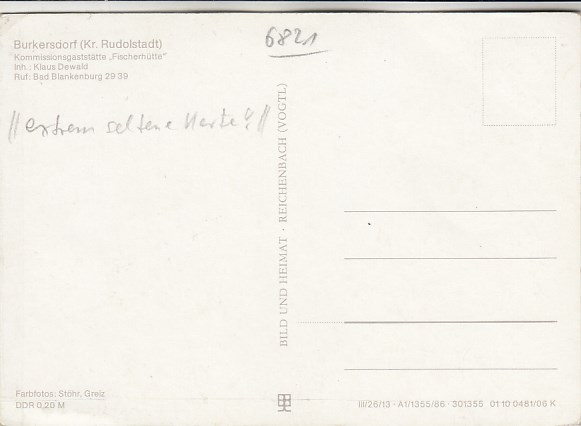 Burkersdorf (Kr. Rudolstadt)
Kommissionsgaststätte „Fischerhütte"
Inh.: Klaus Dewald
Ruf: Bad Blankenburg 29 39
6821
extrem seltene Karte!
BILD UND HEIMAT · REICHENBACH (VOGTL)
Farbfotos: Stöhr, Greiz
DDR 0,20 M
III/26/13 · A1/1355/86 · 301355 01 10 0481/06 K